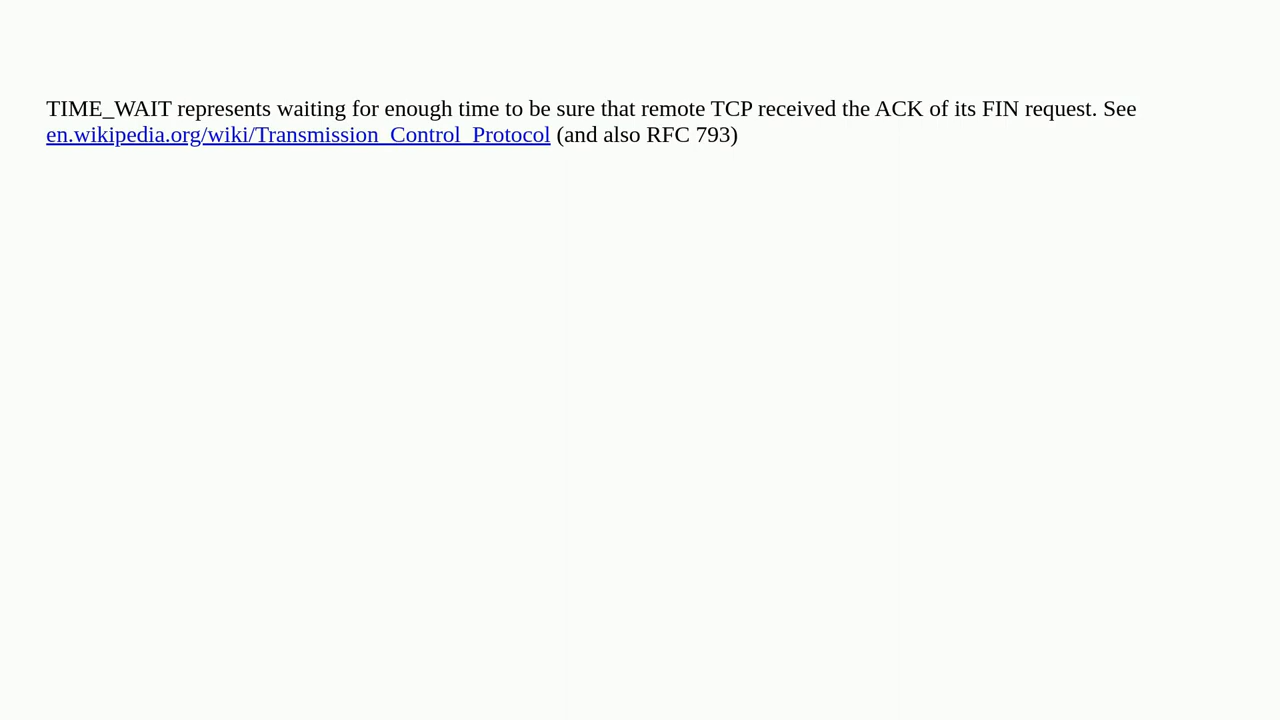 TIME_WAIT represents waiting for enough time to be sure that remote TCP received the ACK of its FIN request. See
en.wikipedia.org/wiki/Transmission_Control_Protocol (and also RFC 793)